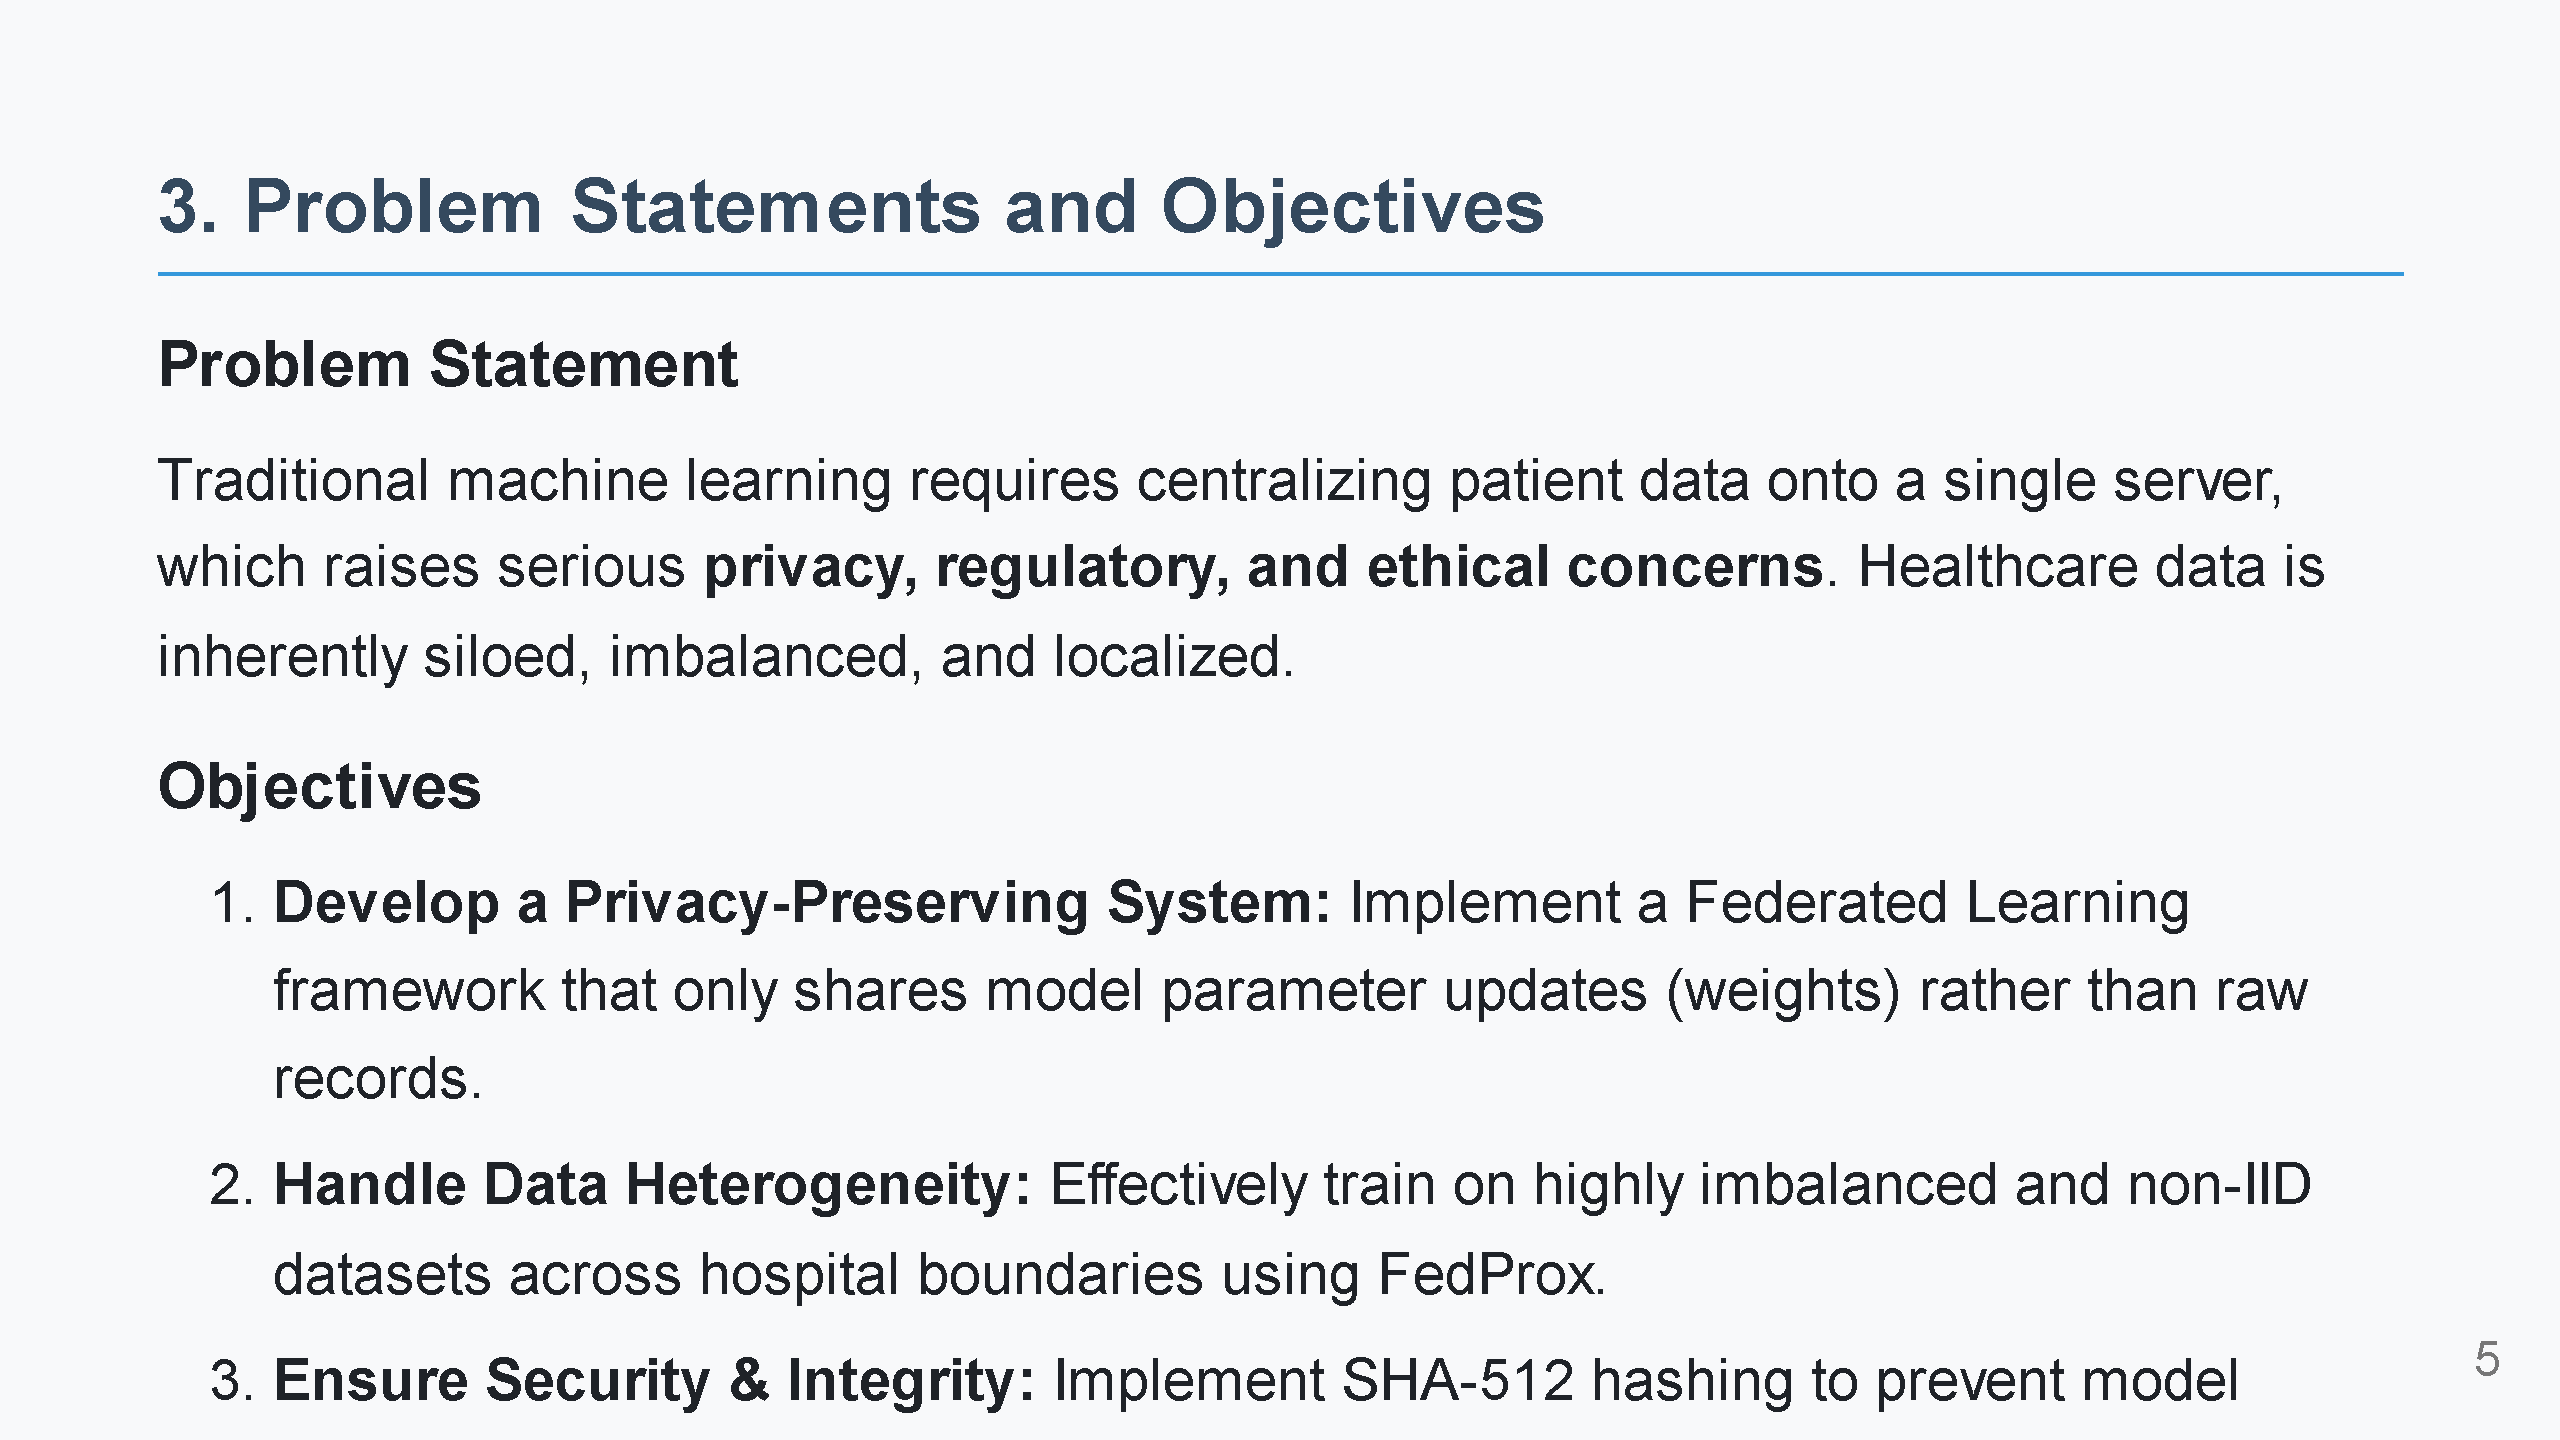 3. Problem Statements and Objectives
Problem Statement
Traditional machine learning requires centralizing patient data onto a single server,
which raises serious privacy, regulatory, and ethical concerns. Healthcare data is
inherently siloed, imbalanced, and localized.
Objectives
1. Develop a Privacy-Preserving System: Implement a Federated Learning
framework that only shares model parameter updates (weights) rather than raw
records.
2. Handle Data Heterogeneity: Effectively train on highly imbalanced and non-IID
datasets across hospital boundaries using FedProx.
3. Ensure Security & Integrity: Implement SHA-512 hashing to prevent model
5